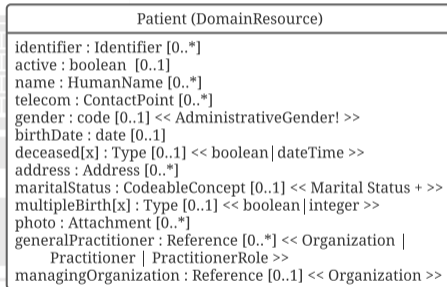 Patient (DomainResource)
identifier : Identifier [0..*]
active : boolean  [0..1]
name : HumanName [0..*]
telecom : ContactPoint [0..*]
gender : code [0..1] << AdministrativeGender! >>
birthDate : date [0..1]
deceased[x] : Type [0..1] << boolean|dateTime >>
address : Address [0..*]
maritalStatus : CodeableConcept [0..1] << Marital Status + >>
multipleBirth[x] : Type [0..1] << boolean|integer >>
photo : Attachment [0..*]
generalPractitioner : Reference [0..*] << Organization |
Practitioner | PractitionerRole >>
managingOrganization : Reference [0..1] << Organization >>